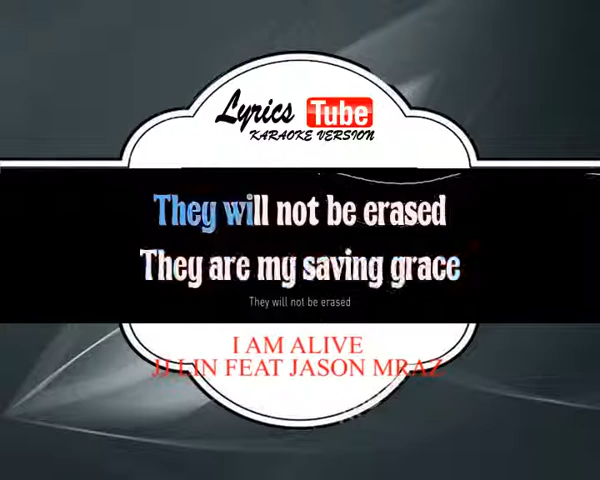 Lyrics Tube
KARAOKE VERSION
They will not be erased
They are my saving grace
They will not be erased
I AM ALIVE
JJ LIN FEAT JASON MRAZ